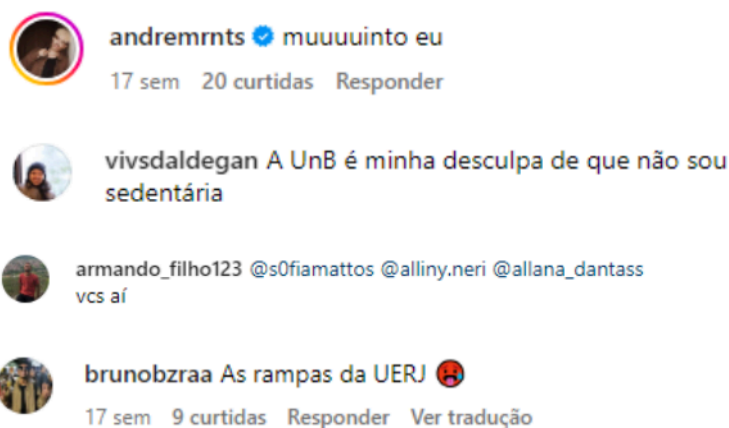 andremrnts muuuuinto eu
17 sem 20 curtidas Responder
vivsdaldegan A UnB é minha desculpa de que não sou
sedentária
armando_filho123 @s0fiamattos @alliny.neri @allana_dantass
vcs aí
brunobzraa As rampas da UERJ 🥵
17 sem 9 curtidas Responder Ver tradução